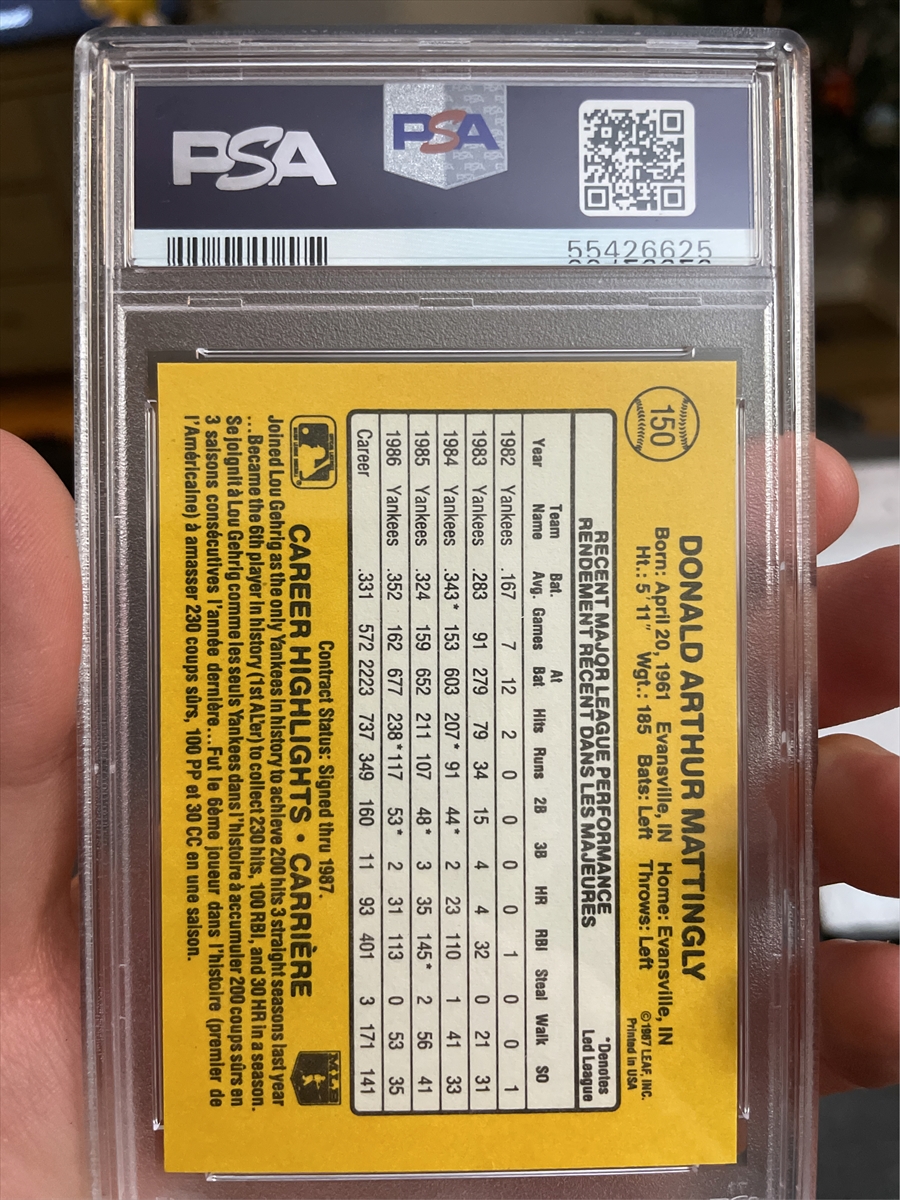 PSA
PSA
55426625
150
DONALD ARTHUR MATTINGLY
Born: April 20, 1961 Evansville, IN Home: Evansville, IN
Ht.: 5'11" Wgt.: 185 Bats: Left Throws: Left
©1987 LEAF, INC.
Printed in USA
RECENT MAJOR LEAGUE PERFORMANCE
RENDEMENT RÉCENT DANS LES MAJEURES
*Denotes
Led League
Year Team Name Bat. Avg. Games At Bat Hits Runs 2B 3B HR RBI Steal Walk SO
1982 Yankees .167 7 12 2 0 0 0 0 1 0 0 1
1983 Yankees .283 91 279 79 34 15 4 4 32 0 21 31
1984 Yankees .343* 153 603 207* 91 44* 2 23 110 1 41 33
1985 Yankees .324 159 652 211 107 48* 3 35 145* 2 56 41
1986 Yankees .352 162 677 238* 117 53* 2 31 113 0 53 35
Career .331 572 2223 737 349 160 11 93 401 3 171 141
Contract Status: Signed thru 1987.
CAREER HIGHLIGHTS • CARRIÈRE
MLB
Joined Lou Gehrig as the only Yankees in history to achieve 200 hits 3 straight seasons last year
...Became the 6th player in history (1st AL'er) to collect 230 hits, 100 RBI, and 30 HR in a season.
Se joignit à Lou Gehrig comme les seuls Yankees dans l'histoire à accumuler 200 coups sûrs en
3 saisons consécutives l'année dernière... Fut le 6ème joueur dans l'histoire (premier de
l'Américaine) à amasser 230 coups sûrs, 100 PP et 30 CC en une saison.